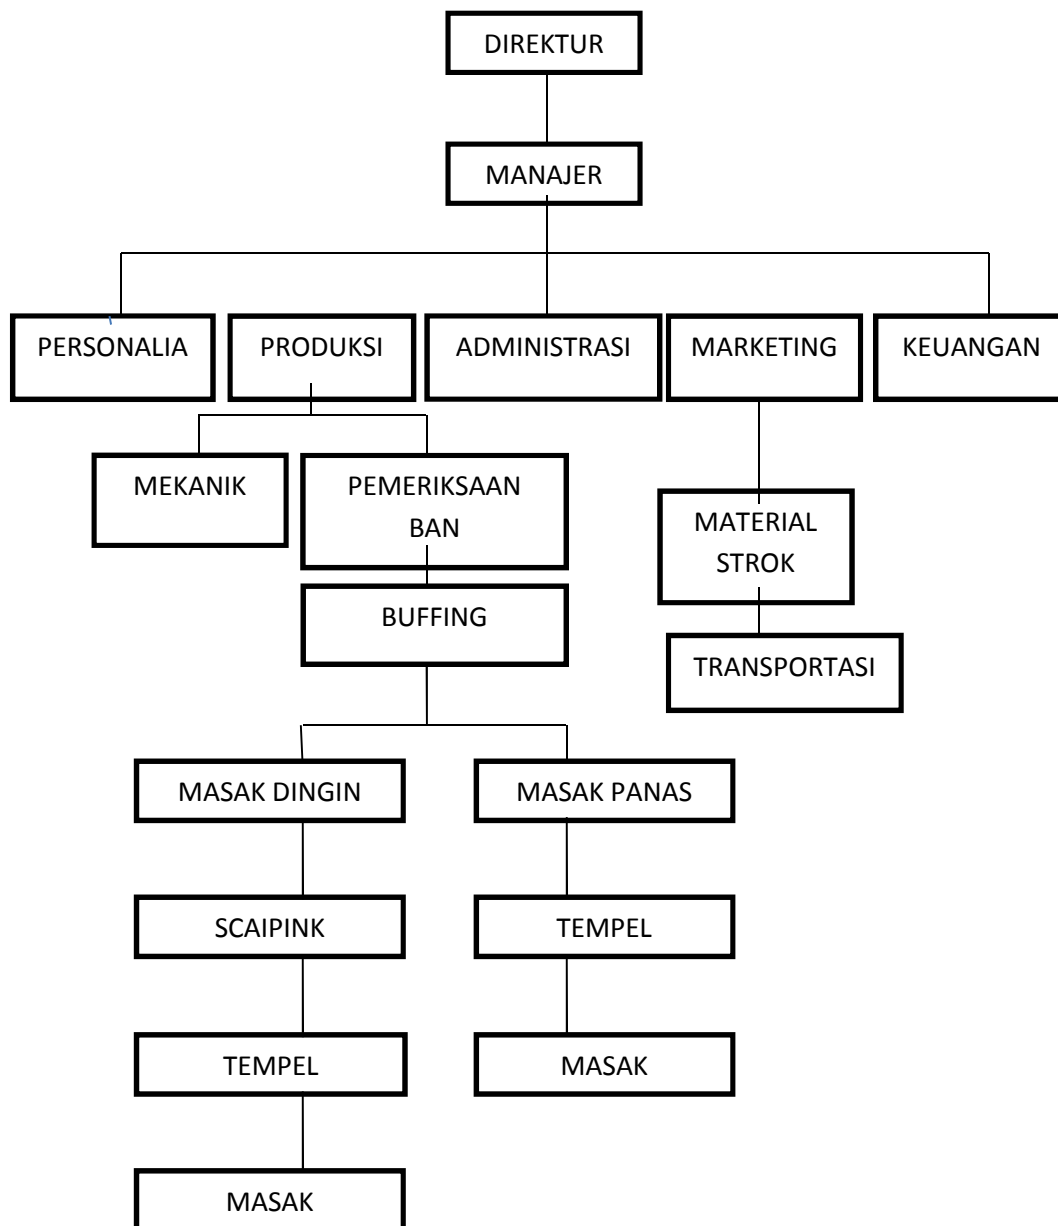 DIREKTUR
MANAJER
PERSONALIA
PRODUKSI
ADMINISTRASI
MARKETING
KEUANGAN
MEKANIK
PEMERIKSAAN
BAN
MATERIAL
STROK
BUFFING
TRANSPORTASI
MASAK DINGIN
MASAK PANAS
SCAIPINK
TEMPEL
TEMPEL
MASAK
MASAK